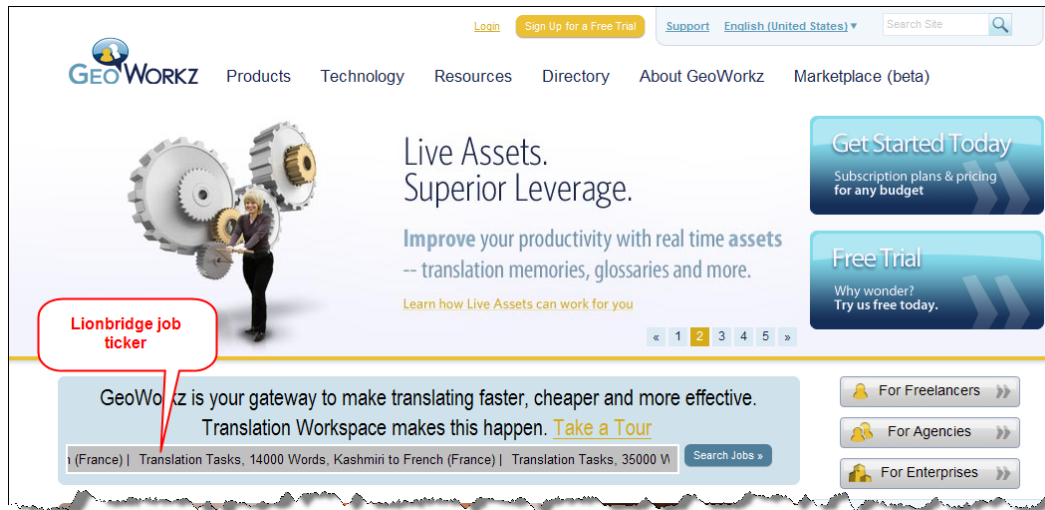 Login
Sign Up for a Free Trial
Support
English (United States) ▾
Search Site
GEOWORKZ
Products
Technology
Resources
Directory
About GeoWorkz
Marketplace (beta)
Live Assets.
Superior Leverage.
Improve your productivity with real time assets
-- translation memories, glossaries and more.
Learn how Live Assets can work for you
« 1 2 3 4 5 »
Get Started Today
Subscription plans & pricing
for any budget
Free Trial
Why wonder?
Try us free today.
Lionbridge job
ticker
GeoWorkz is your gateway to make translating faster, cheaper and more effective.
Translation Workspace makes this happen. Take a Tour
(France) | Translation Tasks, 14000 Words, Kashmiri to French (France) | Translation Tasks, 35000
Search Jobs »
For Freelancers
For Agencies
For Enterprises